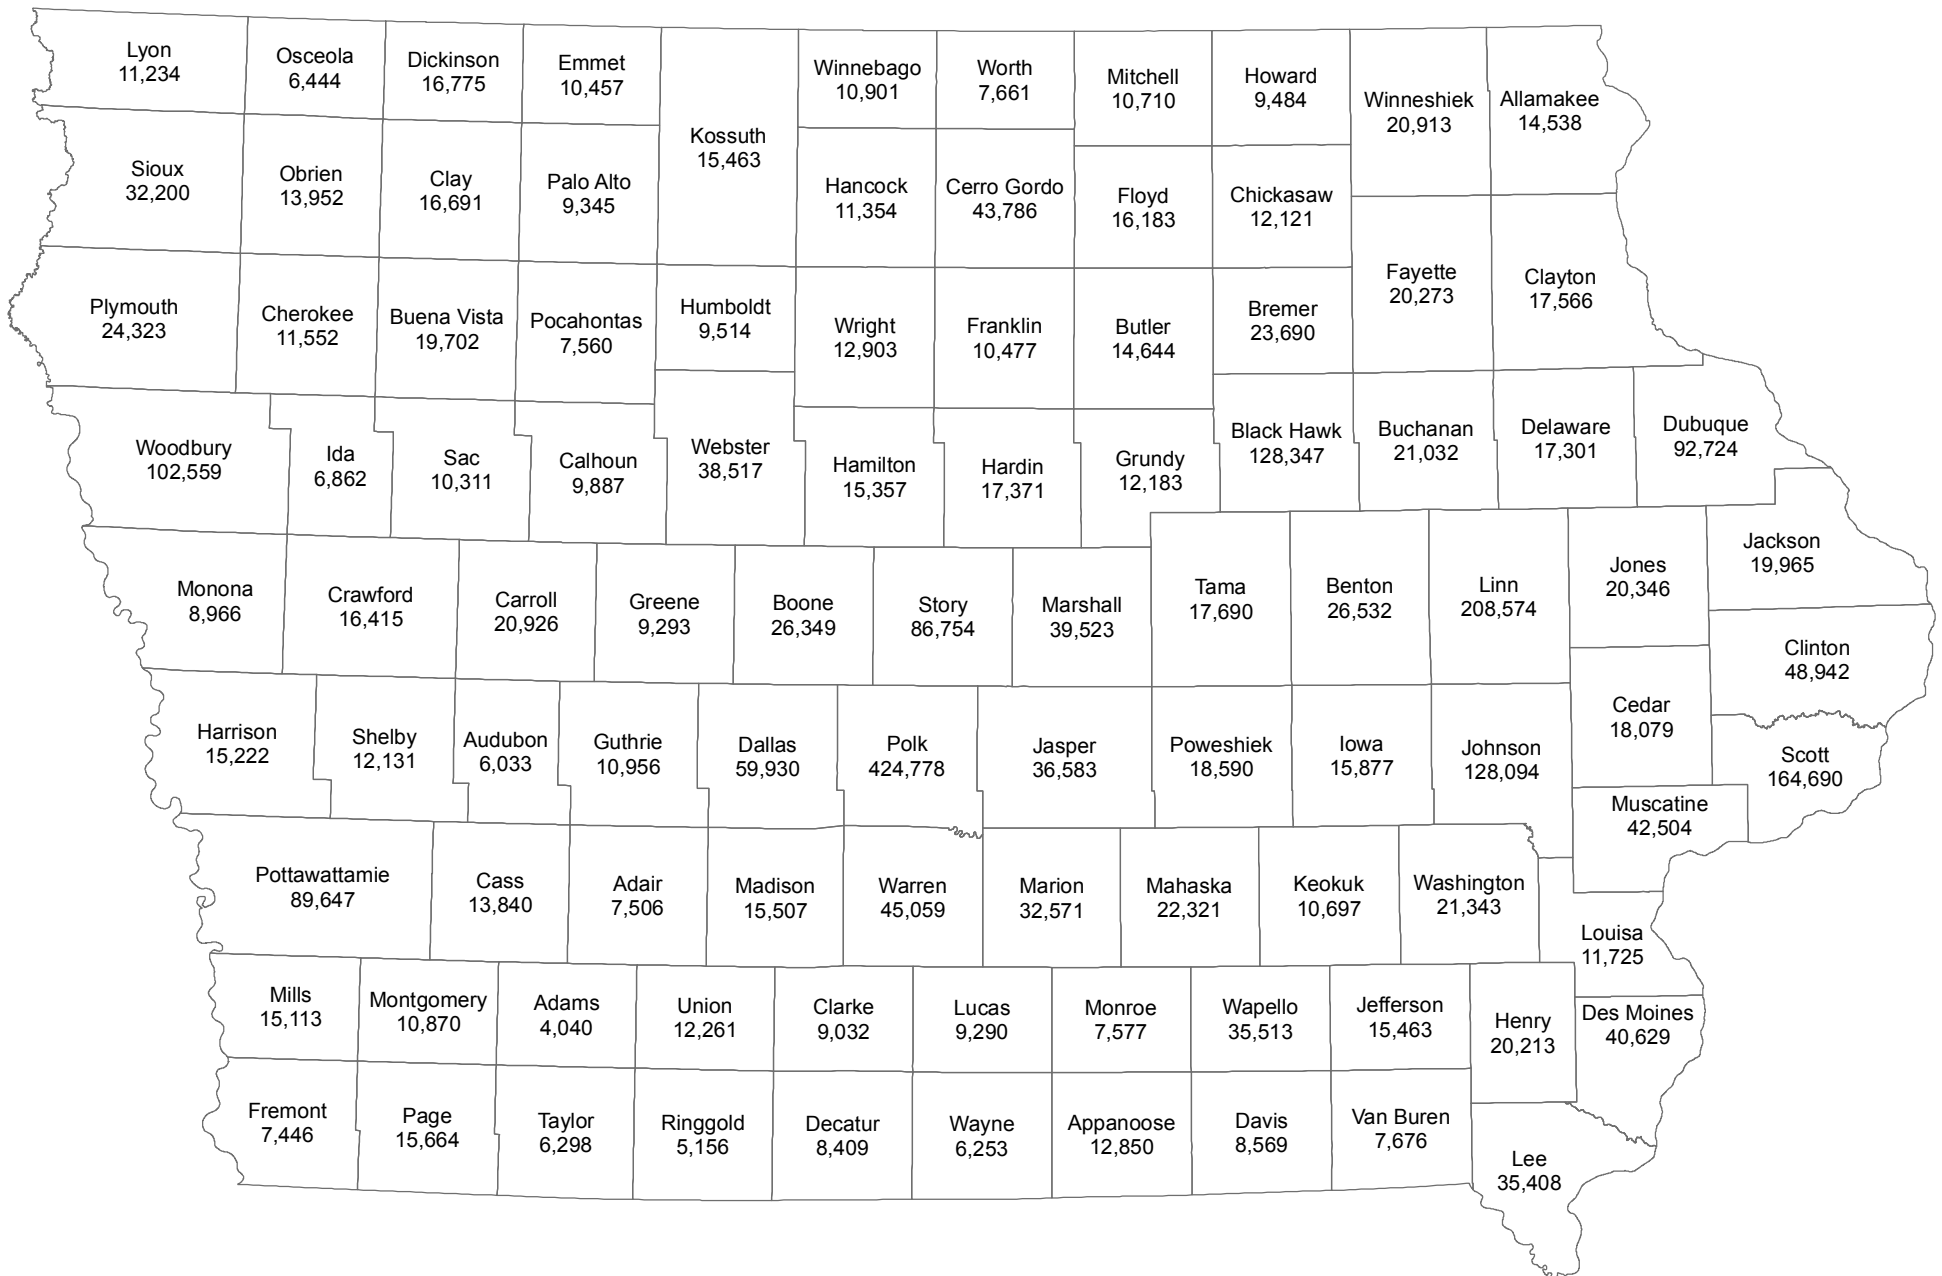 Lyon
11,234
Osceola
6,444
Dickinson
16,775
Emmet
10,457
Kossuth
15,463
Winnebago
10,901
Worth
7,661
Mitchell
10,710
Howard
9,484
Winneshiek
20,913
Allamakee
14,538
Sioux
32,200
Obrien
13,952
Clay
16,691
Palo Alto
9,345
Hancock
11,354
Cerro Gordo
43,786
Floyd
16,183
Chickasaw
12,121
Fayette
20,273
Clayton
17,566
Plymouth
24,323
Cherokee
11,552
Buena Vista
19,702
Pocahontas
7,560
Humboldt
9,514
Wright
12,903
Franklin
10,477
Butler
14,644
Bremer
23,690
Woodbury
102,559
Ida
6,862
Sac
10,311
Calhoun
9,887
Webster
38,517
Hamilton
15,357
Hardin
17,371
Grundy
12,183
Black Hawk
128,347
Buchanan
21,032
Delaware
17,301
Dubuque
92,724
Monona
8,966
Crawford
16,415
Carroll
20,926
Greene
9,293
Boone
26,349
Story
86,754
Marshall
39,523
Tama
17,690
Benton
26,532
Linn
208,574
Jones
20,346
Jackson
19,965
Clinton
48,942
Harrison
15,222
Shelby
12,131
Audubon
6,033
Guthrie
10,956
Dallas
59,930
Polk
424,778
Jasper
36,583
Poweshiek
18,590
Iowa
15,877
Johnson
128,094
Cedar
18,079
Scott
164,690
Muscatine
42,504
Pottawattamie
89,647
Cass
13,840
Adair
7,506
Madison
15,507
Warren
45,059
Marion
32,571
Mahaska
22,321
Keokuk
10,697
Washington
21,343
Louisa
11,725
Mills
15,113
Montgomery
10,870
Adams
4,040
Union
12,261
Clarke
9,032
Lucas
9,290
Monroe
7,577
Wapello
35,513
Jefferson
15,463
Henry
20,213
Des Moines
40,629
Fremont
7,446
Page
15,664
Taylor
6,298
Ringgold
5,156
Decatur
8,409
Wayne
6,253
Appanoose
12,850
Davis
8,569
Van Buren
7,676
Lee
35,408